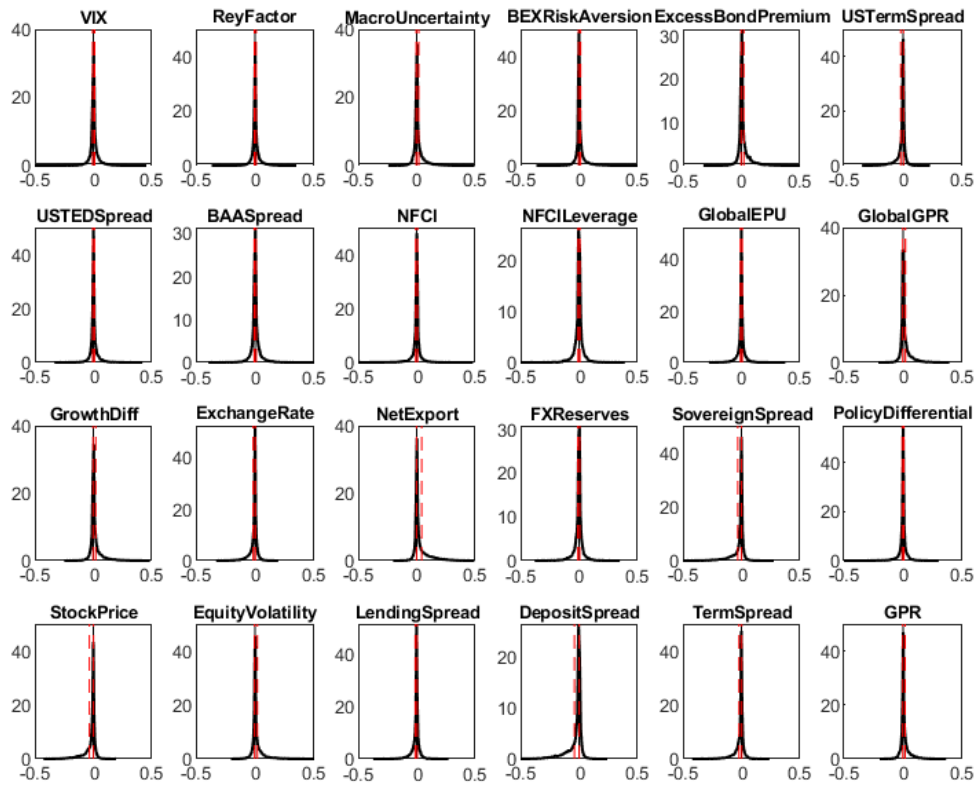 VIX ReyFactor MacroUncertainty BEXRiskAversion ExcessBondPremium USTermSpread
40 40 40 40 30 40
20 20 20 20 20 20
10
0 0 0 0 0 0
-0.5 0 0.5 -0.5 0 0.5 -0.5 0 0.5 -0.5 0 0.5 -0.5 0 0.5 -0.5 0 0.5
USTEDSpread BAASpread NFCI NFCILeverage GlobalEPU GlobalGPR
40 30 40 20 40 40
20 20 20 10 20 20
10
0 0 0 0 0 0
-0.5 0 0.5 -0.5 0 0.5 -0.5 0 0.5 -0.5 0 0.5 -0.5 0 0.5 -0.5 0 0.5
GrowthDiff ExchangeRate NetExport FXReserves SovereignSpread PolicyDifferential
40 40 40 30 40 40
20 20 20 20 20 20
10
0 0 0 0 0 0
-0.5 0 0.5 -0.5 0 0.5 -0.5 0 0.5 -0.5 0 0.5 -0.5 0 0.5 -0.5 0 0.5
StockPrice EquityVolatility LendingSpread DepositSpread TermSpread GPR
40 40 40 20 40 40
20 20 20 10 20 20
0 0 0 0 0 0
-0.5 0 0.5 -0.5 0 0.5 -0.5 0 0.5 -0.5 0 0.5 -0.5 0 0.5 -0.5 0 0.5